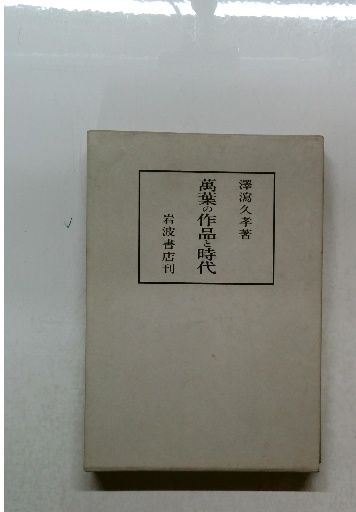 澤瀉久孝著
萬葉の作品と時代
岩波書店刊